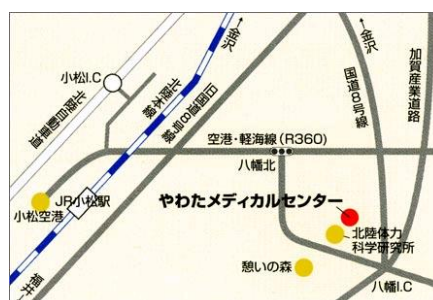 ←金沢
←金沢
小松I.C
北陸自動車道
北陸本線
旧国道8号線
国道8号線
加賀産業道路
空港・軽海線（R360）
八幡北
JR小松駅
小松空港
やわたメディカルセンター
北陸体力
科学研究所
憩いの森
八幡I.C
福井